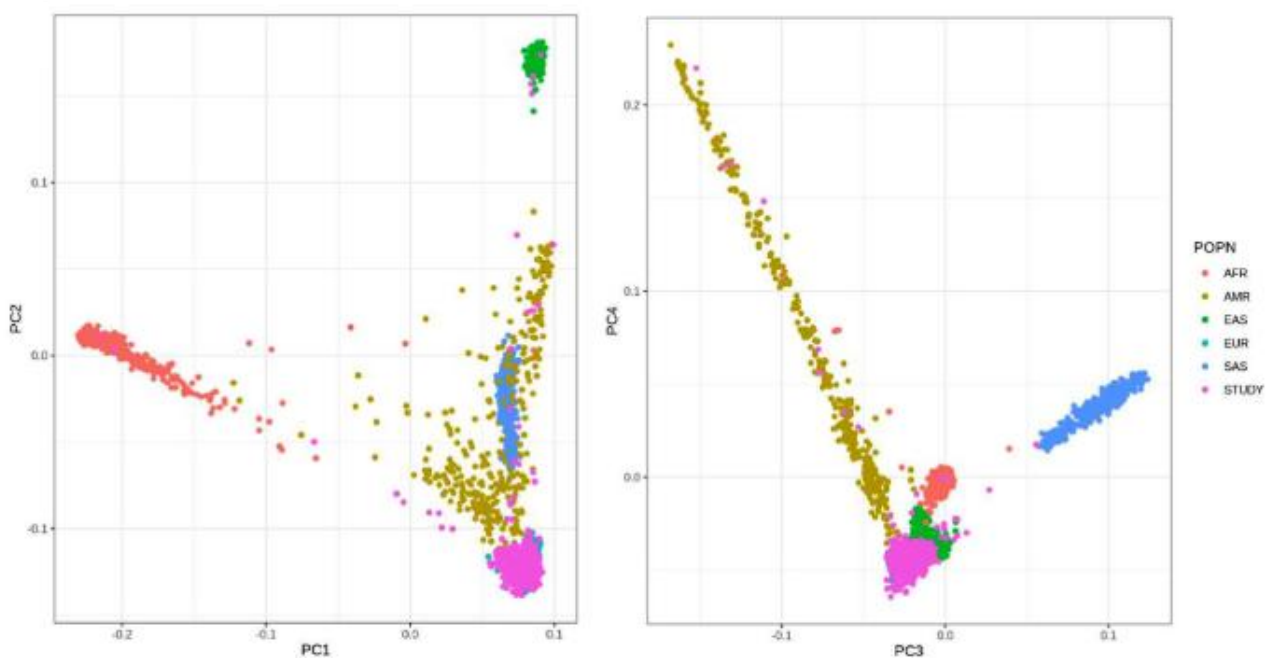 0.1
0.0
-0.1
PC2
-0.2
-0.1
0.0
0.1
PC1
0.2
0.1
0.0
PC4
-0.1
0.0
0.1
PC3
POPN
AFR
AMR
EAS
EUR
SAS
STUDY